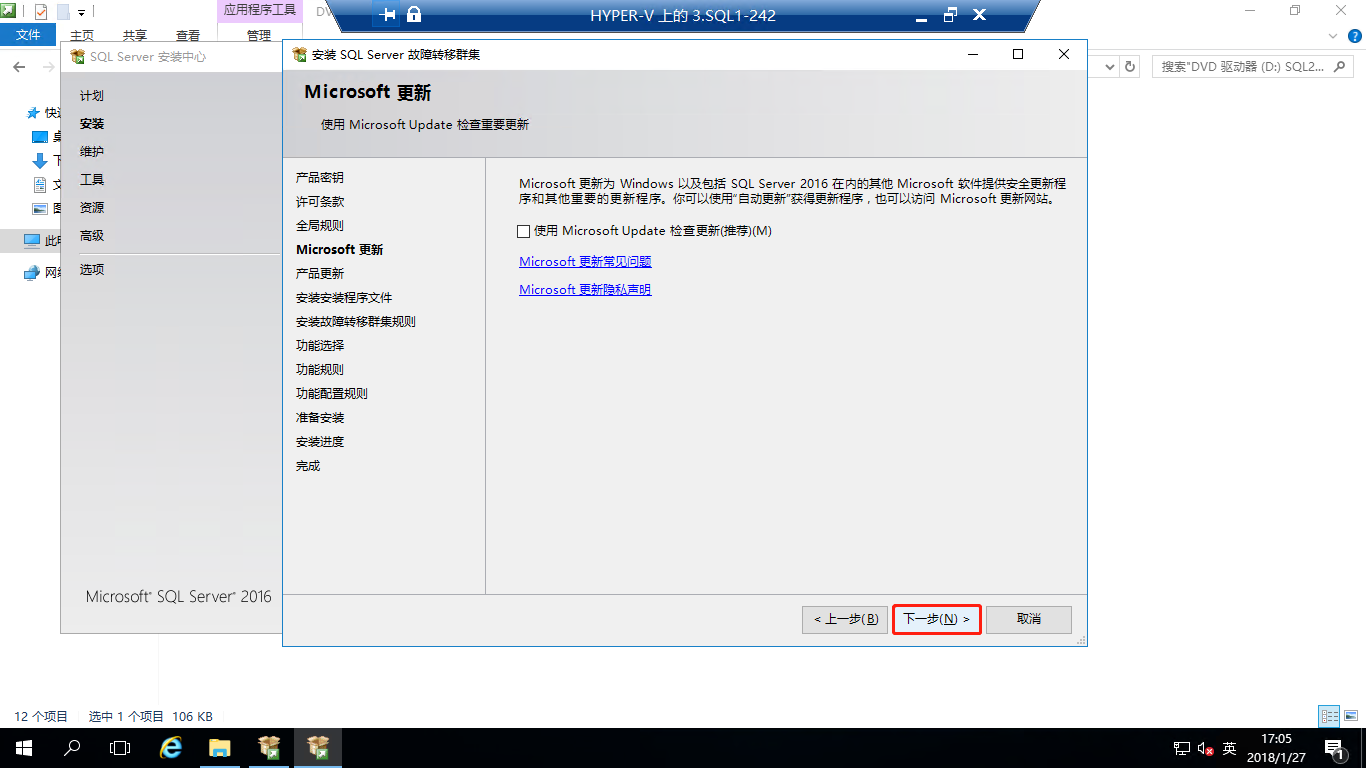 应用程序工具
HYPER-V 上的 3.SQL1-242
文件
主页
共享
查看
管理
SQL Server 安装中心
安装 SQL Server 故障转移群集
搜索"DVD 驱动器 (D:) SQL2...
计划
安装
维护
工具
资源
高级
选项
Microsoft 更新
使用 Microsoft Update 检查重要更新
产品密钥
许可条款
全局规则
Microsoft 更新
产品更新
安装安装程序文件
安装故障转移群集规则
功能选择
功能规则
功能配置规则
准备安装
安装进度
完成
Microsoft 更新为 Windows 以及包括 SQL Server 2016 在内的其他 Microsoft 软件提供安全更新程
序和其他重要的更新程序。你可以使用"自动更新"获得更新程序，也可以访问 Microsoft 更新网站。
使用 Microsoft Update 检查更新(推荐)(M)
Microsoft 更新常见问题
Microsoft 更新隐私声明
Microsoft® SQL Server® 2016
< 上一步(B)
下一步(N) >
取消
12 个项目
选中 1 个项目
106 KB
英
17:05
2018/1/27
1